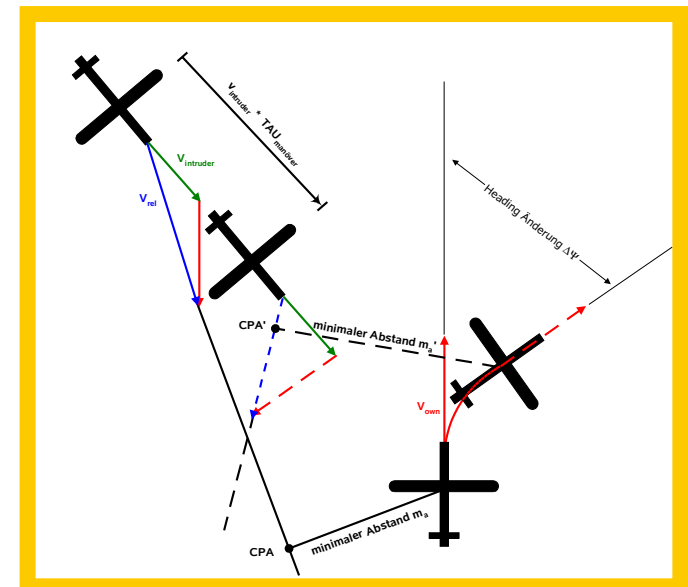 v intruder * TAU manöver
V intruder
V rel
Heading Änderung ΔΨ
CPA'
minimaler Abstand m a'
V own
minimaler Abstand m a
CPA